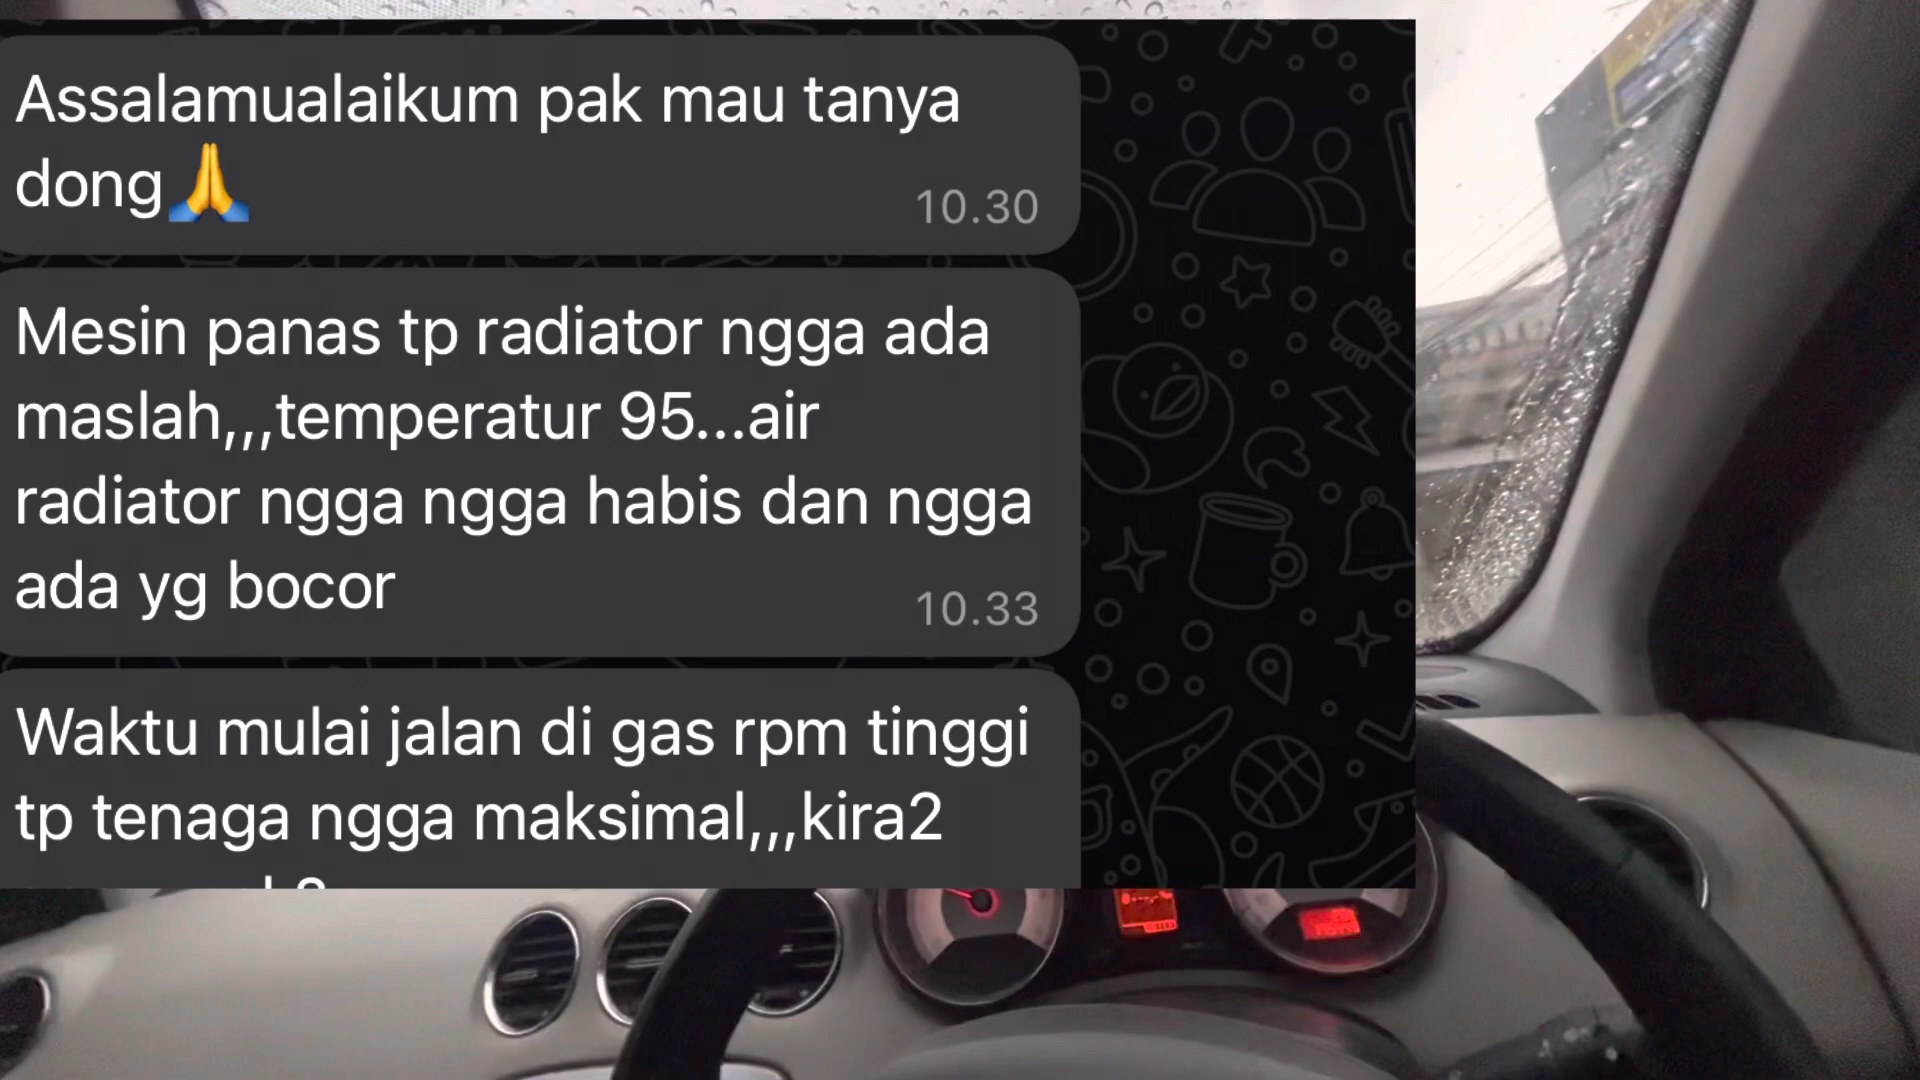 Assalamualaikum pak mau tanya
dong🙏
10.30
Mesin panas tp radiator ngga ada
maslah,,,temperatur 95...air
radiator ngga ngga habis dan ngga
ada yg bocor
10.33
Waktu mulai jalan di gas rpm tinggi
tp tenaga ngga maksimal,,,kira2